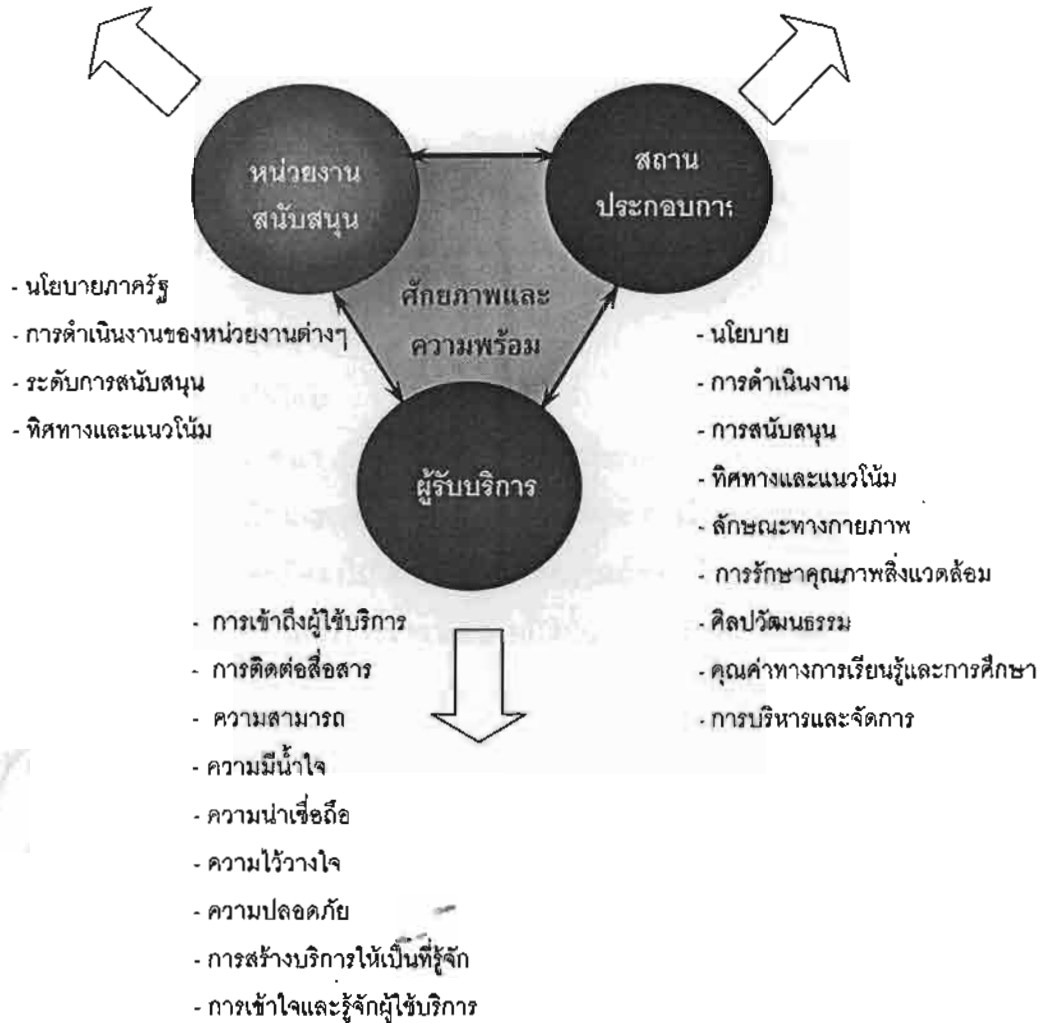 หน่วยงาน
สนับสนุน
สถาน
ประกอบการ
ศักยภาพและ
ความพร้อม
ผู้รับบริการ
- นโยบายภาครัฐ
- การดำเนินงานของหน่วยงานต่างๆ
- ระดับการสนับสนุน
- ทิศทางและแนวโน้ม
- นโยบาย
- การดำเนินงาน
- การสนับสนุน
- ทิศทางและแนวโน้ม
- ลักษณะทางกายภาพ
- การรักษาคุณภาพสิ่งแวดล้อม
- ศิลปวัฒนธรรม
- คุณค่าทางการเรียนรู้และการศึกษา
- การบริหารและจัดการ
- การเข้าถึงผู้ใช้บริการ
- การติดต่อสื่อสาร
- ความสามารถ
- ความมีน้ำใจ
- ความน่าเชื่อถือ
- ความไว้วางใจ
- ความปลอดภัย
- การสร้างบริการให้เป็นที่รู้จัก
- การเข้าใจและรู้จักผู้ใช้บริการ